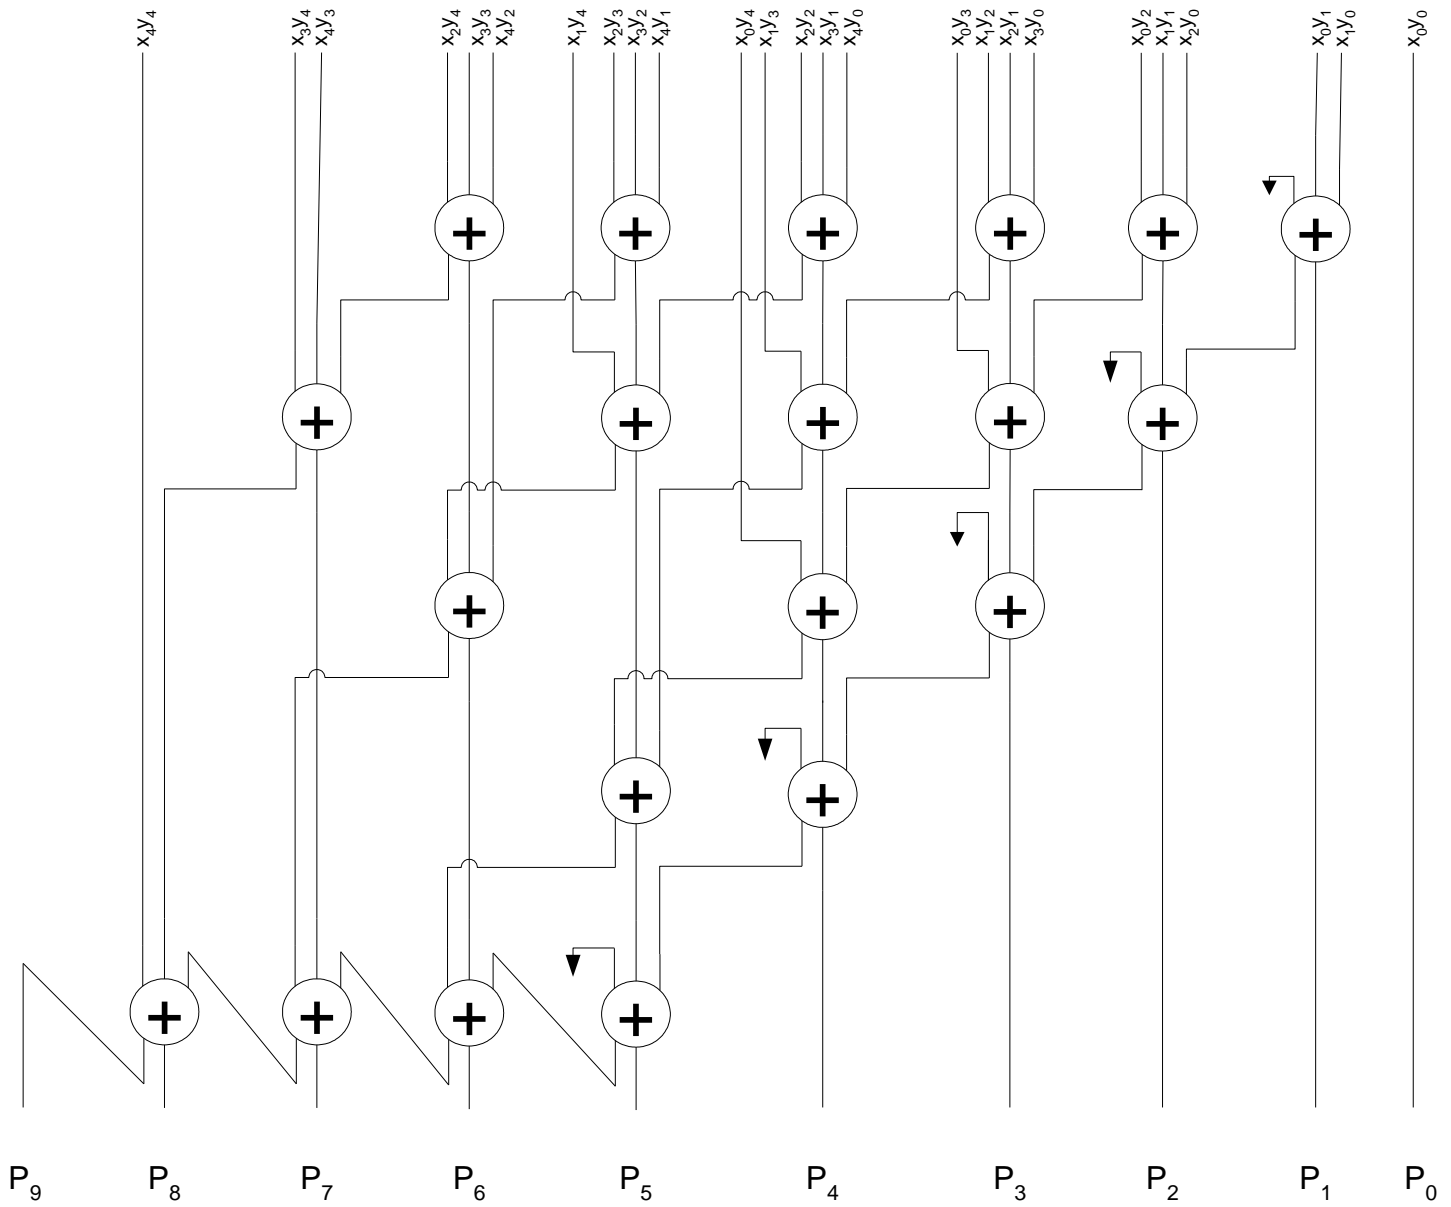 x₄y₄
x₃y₄
x₄y₃
x₂y₄
x₃y₃
x₄y₂
x₁y₄
x₂y₃
x₃y₂
x₄y₁
x₀y₄
x₁y₃
x₂y₂
x₃y₁
x₄y₀
x₀y₃
x₁y₂
x₂y₁
x₃y₀
x₀y₂
x₁y₁
x₂y₀
x₀y₁
x₁y₀
x₀y₀
+ + + + + +
+ + + + +
+ + +
+ +
+ + + +
P₉ P₈ P₇ P₆ P₅ P₄ P₃ P₂ P₁ P₀